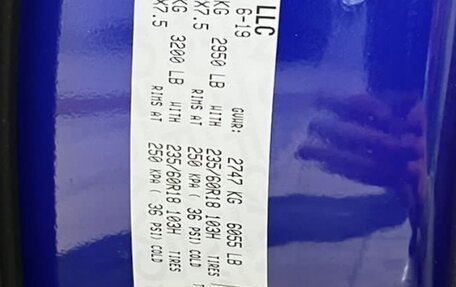 LLC
6-19
GVWR: 2747 KG 6055 LB
KG 2950 LB WITH 235/60R18 103H TIRES
X7.5 RIMS AT 250 KPA ( 36 PSI) COLD
KG 3200 LB WITH 235/60R18 103H TIRES
X7.5 RIMS AT 250 KPA ( 36 PSI) COLD